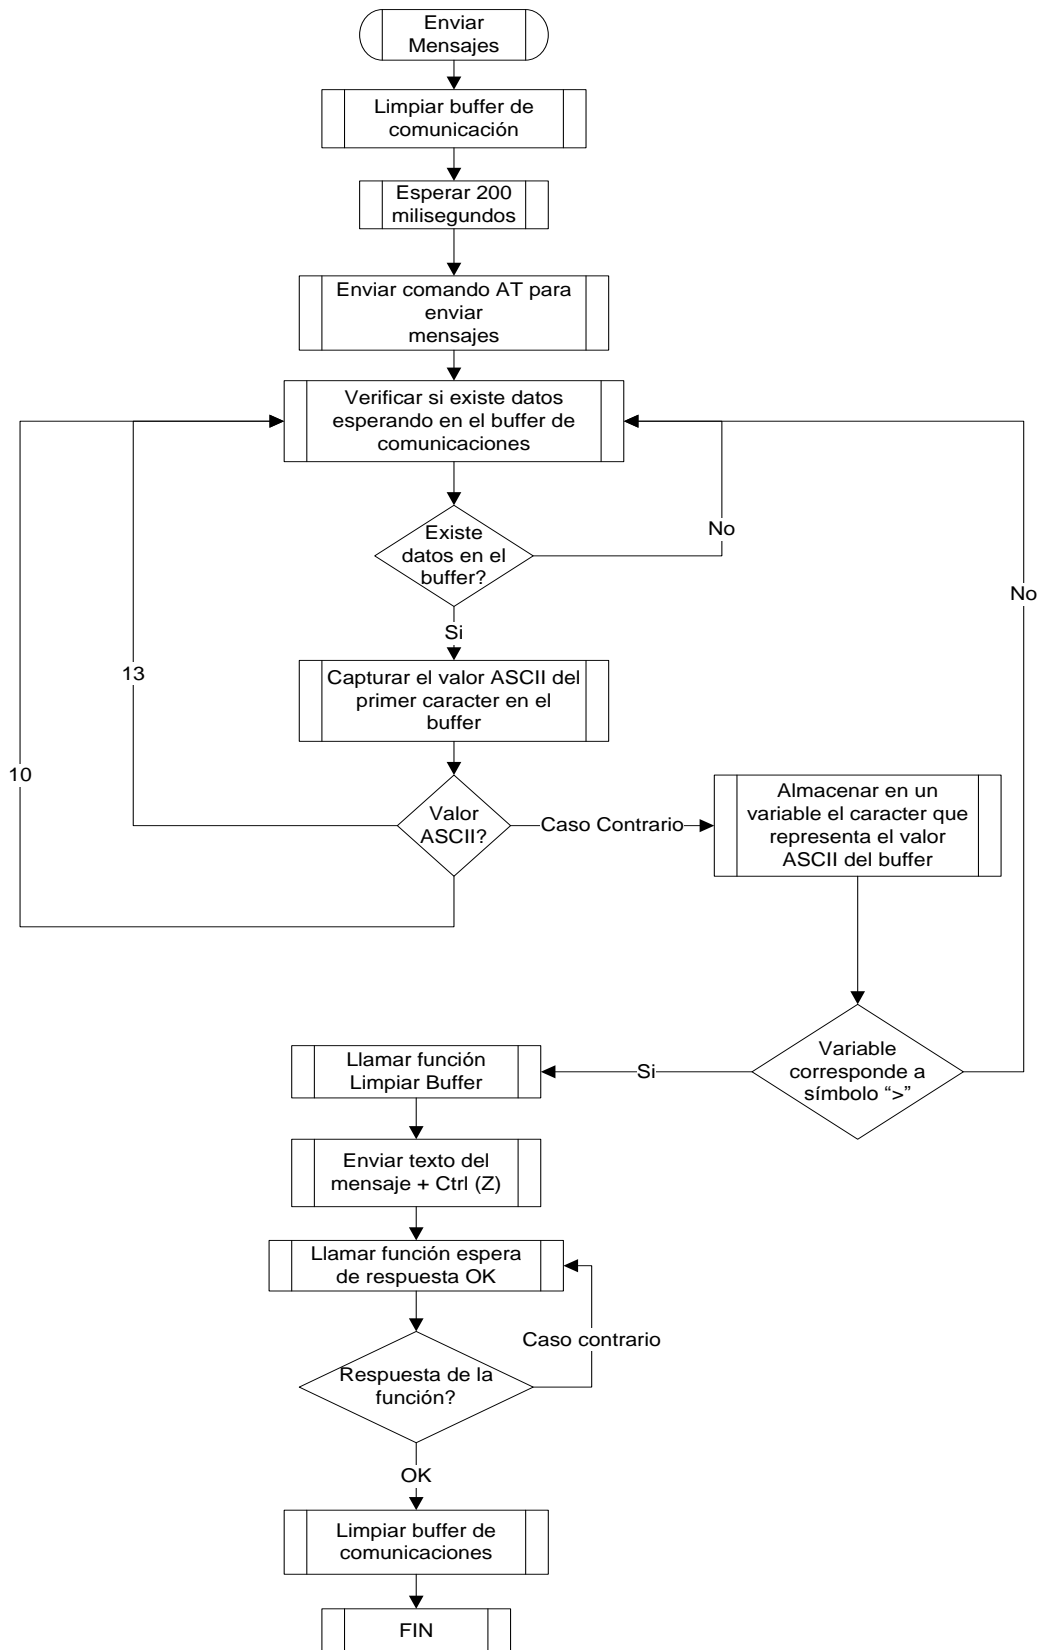 Enviar
Mensajes
Limpiar buffer de
comunicación
Esperar 200
milisegundos
Enviar comando AT para
enviar
mensajes
Verificar si existe datos
esperando en el buffer de
comunicaciones
Existe
datos en el
buffer?
No
No
Si
13
Capturar el valor ASCII del
primer caracter en el
buffer
10
Valor
ASCII?
Caso Contrario
Almacenar en un
variable el caracter que
representa el valor
ASCII del buffer
Variable
corresponde a
símbolo “>”
Si
Llamar función
Limpiar Buffer
Enviar texto del
mensaje + Ctrl (Z)
Llamar función espera
de respuesta OK
Caso contrario
Respuesta de la
función?
OK
Limpiar buffer de
comunicaciones
FIN